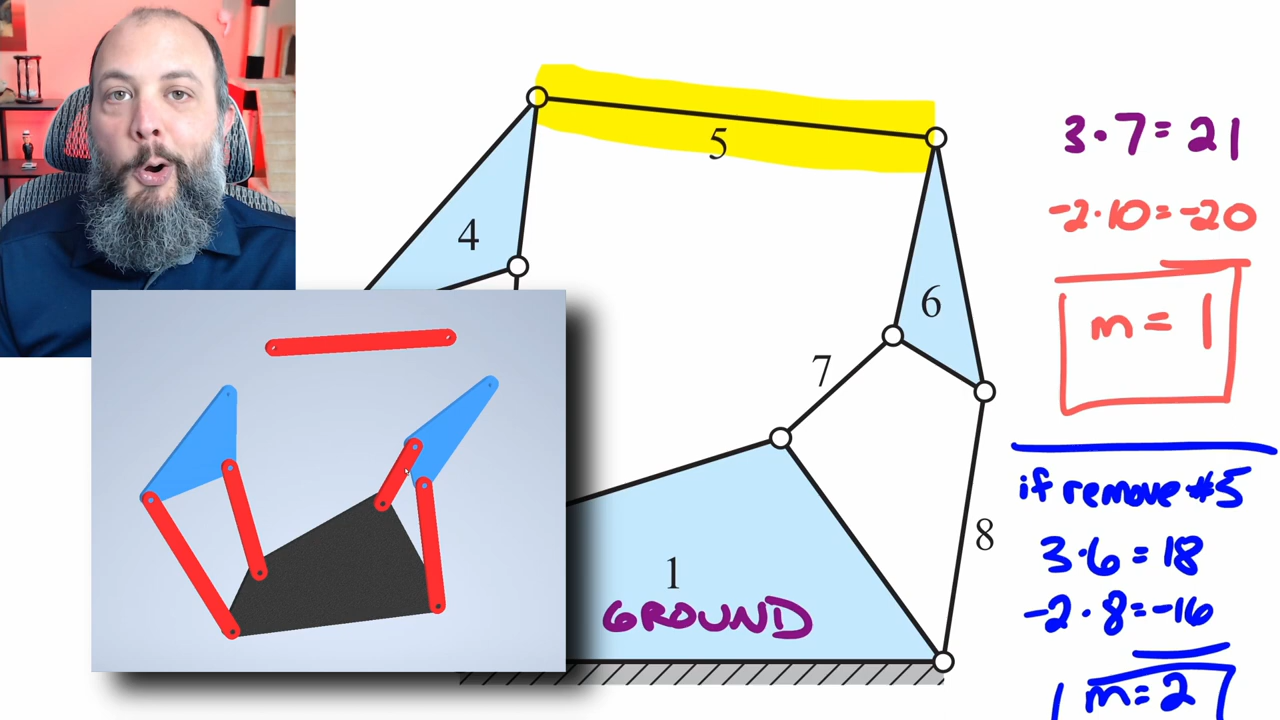 5
4
6
7
8
1
GROUND
3·7=21
-2·10=-20
m=1
if remove #5
3·6=18
-2·8=-16
m=2